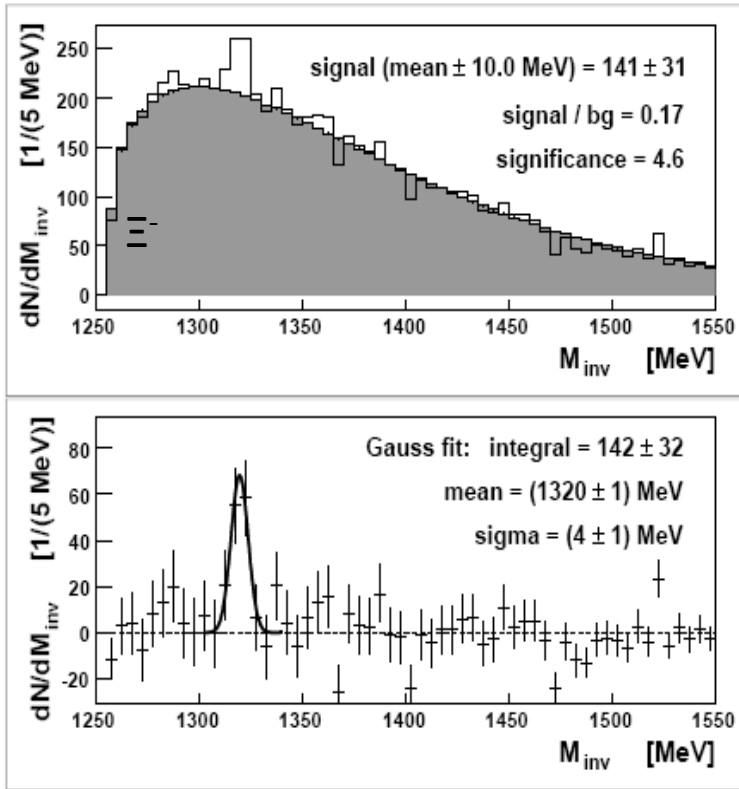 dN/dM inv [1/(5 MeV)]
250
200
150
100
50
0
signal (mean ± 10.0 MeV) = 141 ± 31
signal / bg = 0.17
significance = 4.6
Ξ⁻
1250 1300 1350 1400 1450 1500 1550
M inv [MeV]
dN/dM inv [1/(5 MeV)]
80
60
40
20
0
-20
Gauss fit: integral = 142 ± 32
mean = (1320 ± 1) MeV
sigma = (4 ± 1) MeV
1250 1300 1350 1400 1450 1500 1550
M inv [MeV]